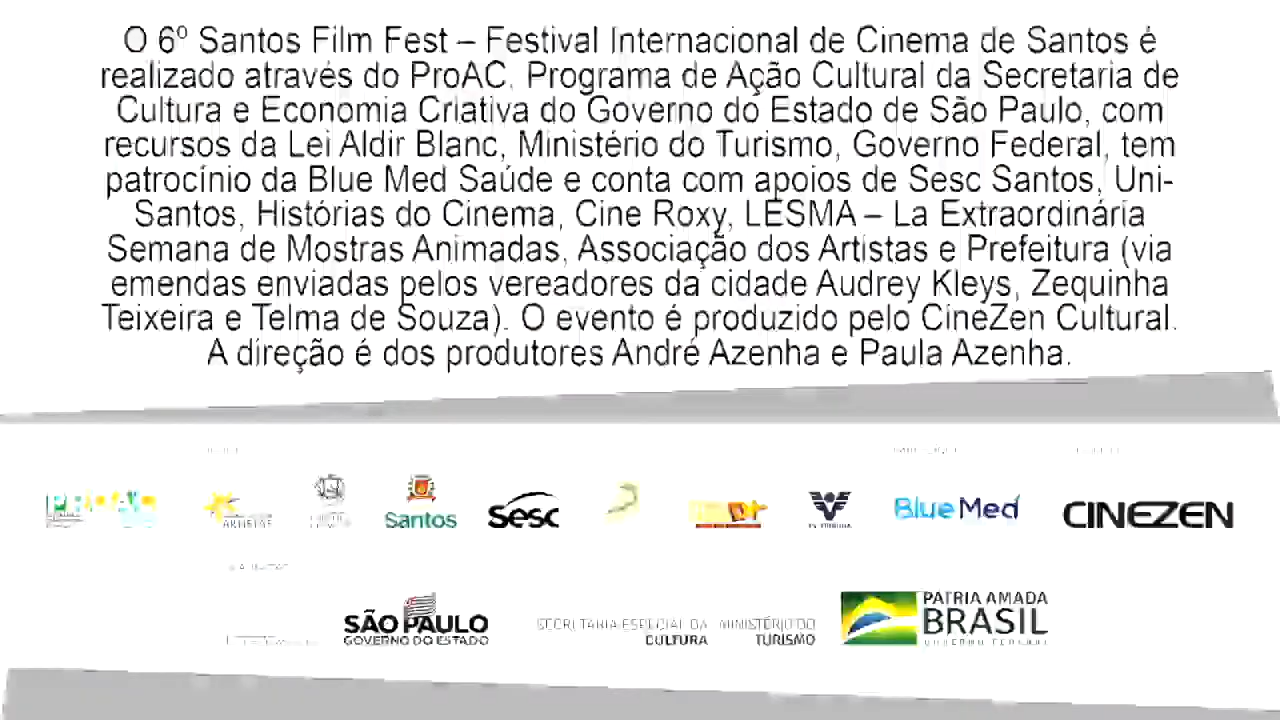 O 6º Santos Film Fest – Festival Internacional de Cinema de Santos é
realizado através do ProAC, Programa de Ação Cultural da Secretaria de
Cultura e Economia Criativa do Governo do Estado de São Paulo, com
recursos da Lei Aldir Blanc, Ministério do Turismo, Governo Federal, tem
patrocínio da Blue Med Saúde e conta com apoios de Sesc Santos, Uni-
Santos, Histórias do Cinema, Cine Roxy, LESMA – La Extraordinária
Semana de Mostras Animadas, Associação dos Artistas e Prefeitura (via
emendas enviadas pelos vereadores da cidade Audrey Kleys, Zequinha
Teixeira e Telma de Souza). O evento é produzido pelo CineZen Cultural.
A direção é dos produtores André Azenha e Paula Azenha.
Santos Sesc Blue Med CINEZEN
SÃO PAULO
GOVERNO DO ESTADO
SECRETARIA ESPECIAL DA
CULTURA
MINISTÉRIO DO
TURISMO
PÁTRIA AMADA
BRASIL
GOVERNO FEDERAL